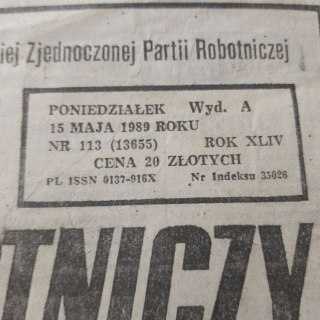 iej Zjednoczonej Partii Robotniczej
PONIEDZIAŁEK Wyd. A
15 MAJA 1989 ROKU
NR 113 (13655) ROK XLIV
CENA 20 ZŁOTYCH
PL ISSN 0137-916X Nr Indeksu 35026
TNICZY